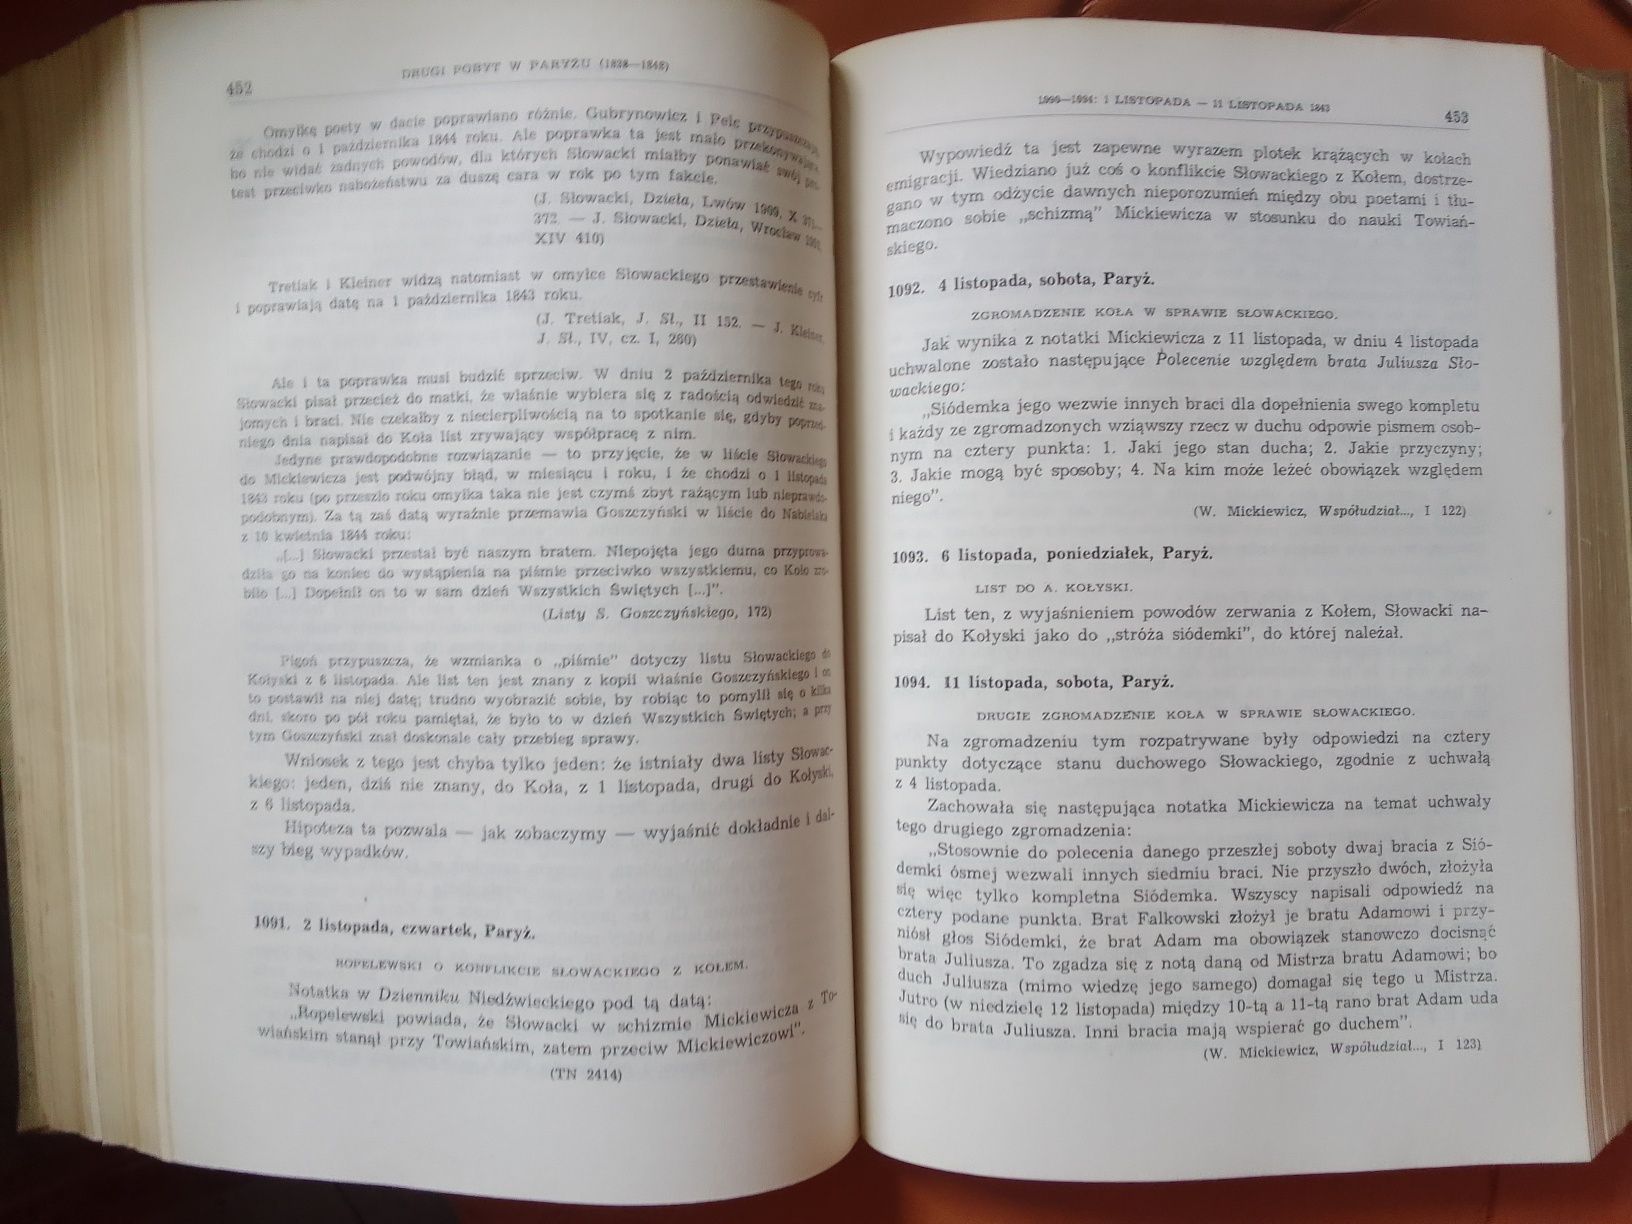 452
DRUGI POBYT W PARYŻU (1838—1848)
Omyłkę poety w dacie poprawiano różnie. Gubrynowicz i Pelc przypuszczają,
że chodzi o 1 października 1844 roku. Ale poprawka ta jest mało
bo nie widać żadnych powodów, dla których Słowacki miałby ponawiać swój
test przeciwko nabożeństwu za duszę cara w rok po tym fakcie.
(J. Słowacki, Dzieła, Lwów 1909, X
372. — J. Słowacki, Dzieła, Wrocław
XIV 410)
Tretiak i Kleiner widzą natomiast w omyłce Słowackiego przestawienie cyfr
i poprawiają datę na 1 października 1843 roku.
(J. Tretiak, J. Sł., II 152. — J. Kleiner,
J. Sł., IV, cz. I, 260)
Ale i ta poprawka musi budzić sprzeciw. W dniu 2 października tego roku
Słowacki pisał przecież do matki, że właśnie wybiera się z radością odwiedzić zna-
jomych i braci. Nie czekałby z niecierpliwością na to spotkanie się, gdyby poprzed-
niego dnia napisał do Koła list zrywający współpracę z nim.
Jedyne prawdopodobne rozwiązanie — to przyjęcie, że w liście Słowackiego
do Mickiewicza jest podwójny błąd, w miesiącu i roku, i że chodzi o 1 listopada
1843 roku (po przeszło roku omyłka taka nie jest czymś zbyt rażącym lub nieprawdo-
podobnym). Za tą zaś datą wyraźnie przemawia Goszczyński w liście do Nabielaka
z 10 kwietnia 1844 roku:
„[...] Słowacki przestał być naszym bratem. Niepojęta jego duma przyprowa-
dziła go na koniec do wystąpienia na piśmie przeciwko wszystkiemu, co Koło zro-
biło [...] Dopełnił on to w sam dzień Wszystkich Świętych [...]".
(Listy S. Goszczyńskiego, 172)
Pigoń przypuszcza, że wzmianka o „piśmie" dotyczy listu Słowackiego do
Kołyski z 6 listopada. Ale list ten jest znany z kopii właśnie Goszczyńskiego i on
to postawił na niej datę; trudno wyobrazić sobie, by robiąc to pomylił się o kilka
dni, skoro po pół roku pamiętał, że było to w dzień Wszystkich Świętych; a przy
tym Goszczyński znał doskonale cały przebieg sprawy.
Wniosek z tego jest chyba tylko jeden: że istniały dwa listy Słowac-
kiego: jeden, dziś nie znany, do Koła, z 1 listopada, drugi do Kołyski,
z 6 listopada.
Hipoteza ta pozwala — jak zobaczymy — wyjaśnić dokładnie i dal-
szy bieg wypadków.
1091. 2 listopada, czwartek, Paryż.
ROPELEWSKI O KONFLIKCIE SŁOWACKIEGO Z KOŁEM.
Notatka w Dzienniku Niedźwieckiego pod tą datą:
„Ropelewski powiada, że Słowacki w schizmie Mickiewicza z To-
wiańskim stanął przy Towiańskim, zatem przeciw Mickiewiczowi".
(TN 2414)
1090—1094: 1 LISTOPADA — 11 LISTOPADA 1843
453
Wypowiedź ta jest zapewne wyrazem plotek krążących w kołach
emigracji. Wiedziano już coś o konflikcie Słowackiego z Kołem, dostrze-
gano w tym odżycie dawnych nieporozumień między obu poetami i tłu-
maczono sobie „schizmą" Mickiewicza w stosunku do nauki Towiań-
skiego.
1092. 4 listopada, sobota, Paryż.
ZGROMADZENIE KOŁA W SPRAWIE SŁOWACKIEGO.
Jak wynika z notatki Mickiewicza z 11 listopada, w dniu 4 listopada
uchwalone zostało następujące Polecenie względem brata Juliusza Sło-
wackiego:
„Siódemka jego wezwie innych braci dla dopełnienia swego kompletu
i każdy ze zgromadzonych wziąwszy rzecz w duchu odpowie pismem osob-
nym na cztery punkta: 1. Jaki jego stan ducha; 2. Jakie przyczyny;
3. Jakie mogą być sposoby; 4. Na kim może leżeć obowiązek względem
niego".
(W. Mickiewicz, Współudział..., I 122)
1093. 6 listopada, poniedziałek, Paryż.
LIST DO A. KOŁYSKI.
List ten, z wyjaśnieniem powodów zerwania z Kołem, Słowacki na-
pisał do Kołyski jako do „stróża siódemki", do której należał.
1094. 11 listopada, sobota, Paryż.
DRUGIE ZGROMADZENIE KOŁA W SPRAWIE SŁOWACKIEGO.
Na zgromadzeniu tym rozpatrywane były odpowiedzi na cztery
punkty dotyczące stanu duchowego Słowackiego, zgodnie z uchwałą
z 4 listopada.
Zachowała się następująca notatka Mickiewicza na temat uchwały
tego drugiego zgromadzenia:
„Stosownie do polecenia danego przeszłej soboty dwaj bracia z Sió-
demki ósmej wezwali innych siedmiu braci. Nie przyszło dwóch, złożyła
się więc tylko kompletna Siódemka. Wszyscy napisali odpowiedź na
cztery podane punkta. Brat Falkowski złożył je bratu Adamowi i przy-
niósł głos Siódemki, że brat Adam ma obowiązek stanowczo docisnąć
brata Juliusza. To zgadza się z notą daną od Mistrza bratu Adamowi; bo
duch Juliusza (mimo wiedzę jego samego) domagał się tego u Mistrza.
Jutro (w niedzielę 12 listopada) między 10-tą a 11-tą rano brat Adam uda
się do brata Juliusza. Inni bracia mają wspierać go duchem".
(W. Mickiewicz, Współudział..., I 123)